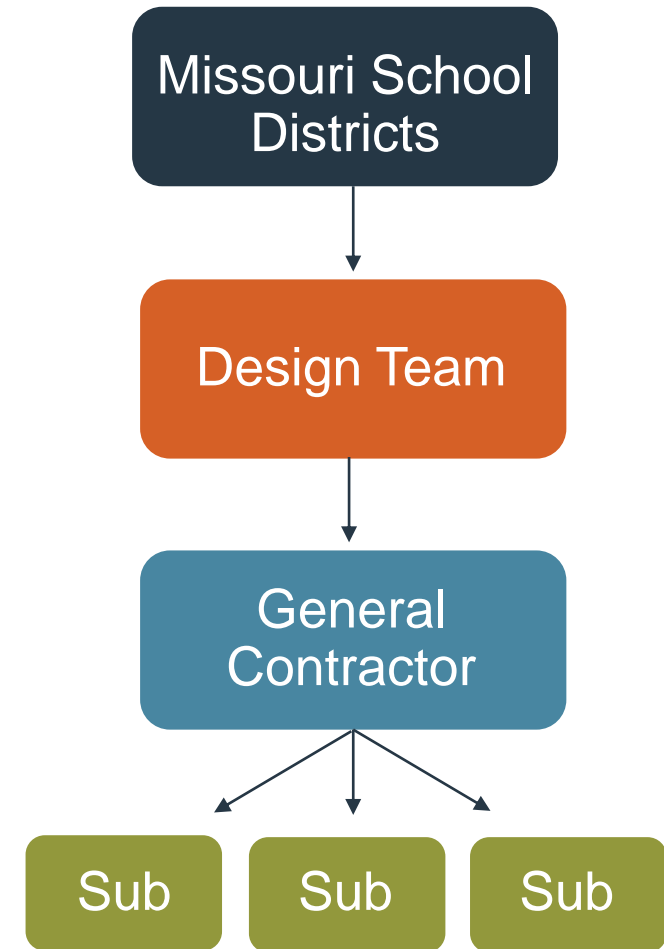 Missouri School
Districts
Design Team
General
Contractor
Sub
Sub
Sub